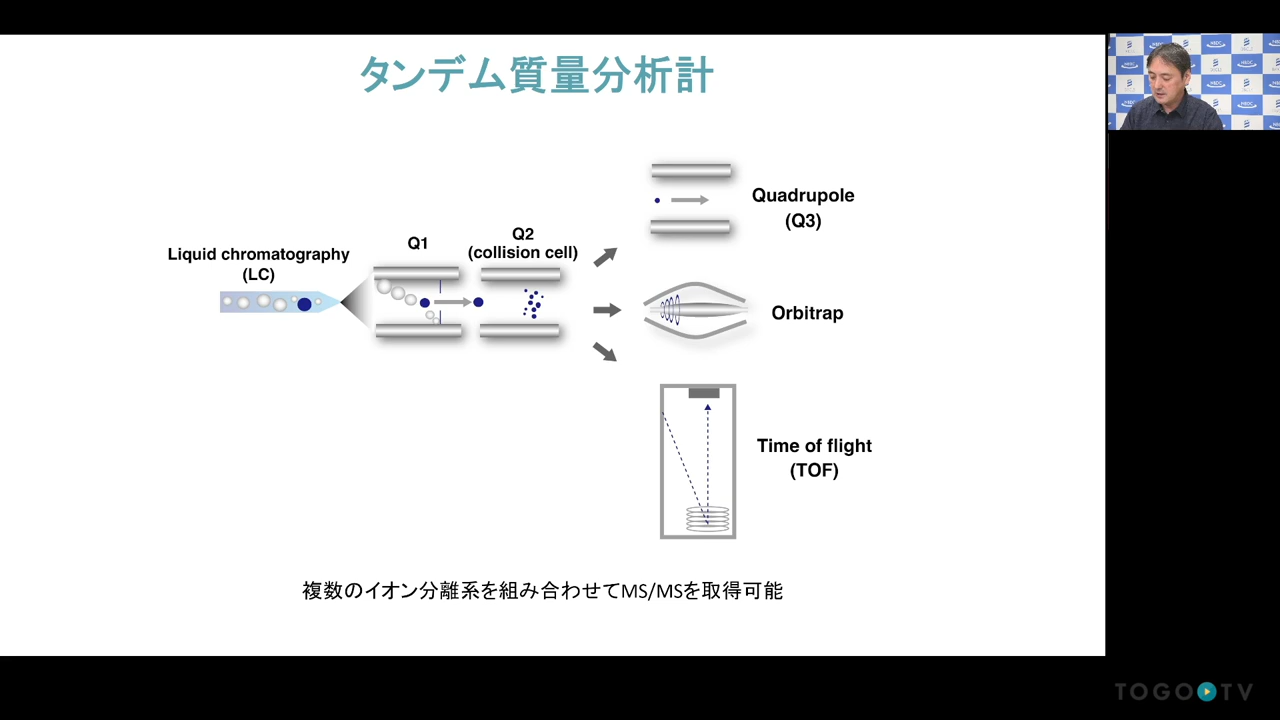 タンデム質量分析計
Liquid chromatography
(LC)
Q1
Q2
(collision cell)
Quadrupole
(Q3)
Orbitrap
Time of flight
(TOF)
複数のイオン分離系を組み合わせてMS/MSを取得可能
NBDC
TOGO TV